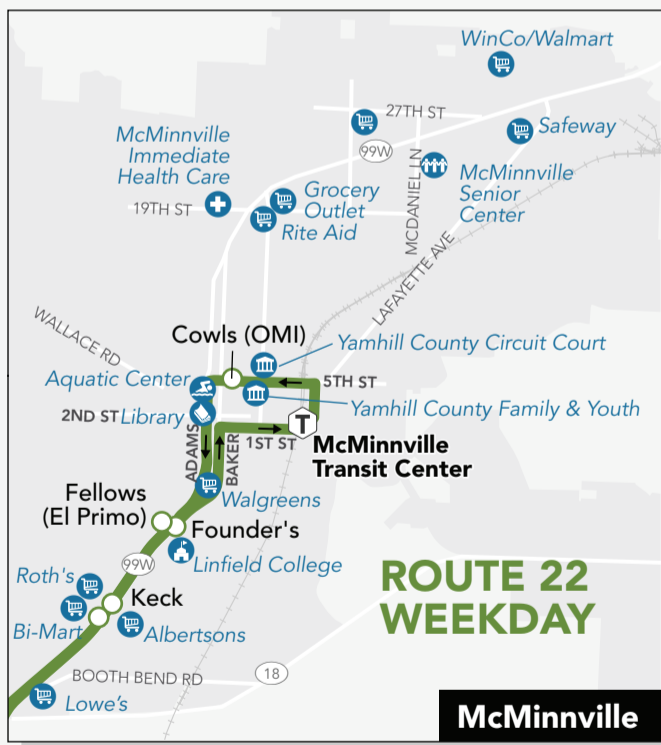 WinCo/Walmart
27TH ST
99W
Safeway
McMinnville
Immediate
Health Care
McMinnville
Senior
Center
MCDANIEL LN
19TH ST
Grocery
Outlet
Rite Aid
LAFAYETTE AVE
WALLACE RD
Cowls (OMI)
Yamhill County Circuit Court
Aquatic Center
5TH ST
2ND ST
Library
Yamhill County Family & Youth
T
ADAMS
BAKER
1ST ST
McMinnville
Transit Center
Walgreens
Fellows
(El Primo)
Founder's
99W
Linfield College
Roth's
Keck
Bi-Mart
Albertsons
ROUTE 22
WEEKDAY
BOOTH BEND RD
18
Lowe's
McMinnville